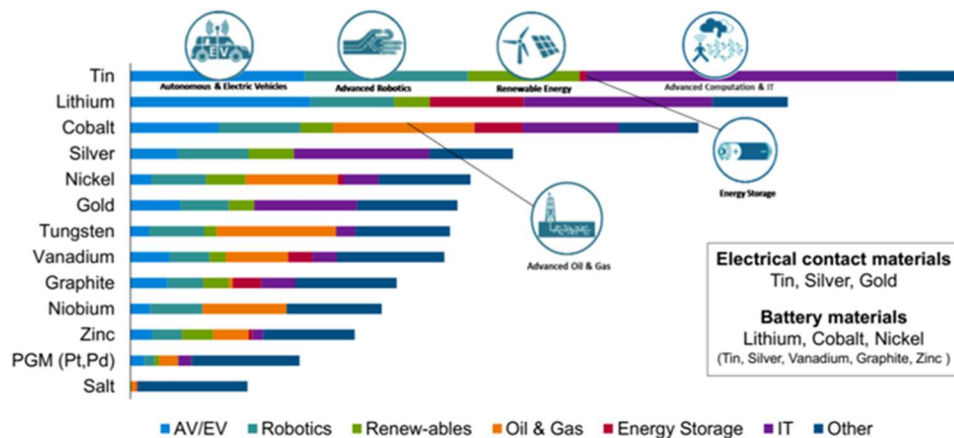 EV
Autonomous & Electric Vehicles
Advanced Robotics
Renewable Energy
Advanced Computation & IT
Tin
Lithium
Cobalt
Silver
Nickel
Gold
Tungsten
Vanadium
Graphite
Niobium
Zinc
PGM (Pt,Pd)
Salt
Energy Storage
Advanced Oil & Gas
Electrical contact materials
Tin, Silver, Gold
Battery materials
Lithium, Cobalt, Nickel
(Tin, Silver, Vanadium, Graphite, Zinc )
AV/EV Robotics Renew-ables Oil & Gas Energy Storage IT Other